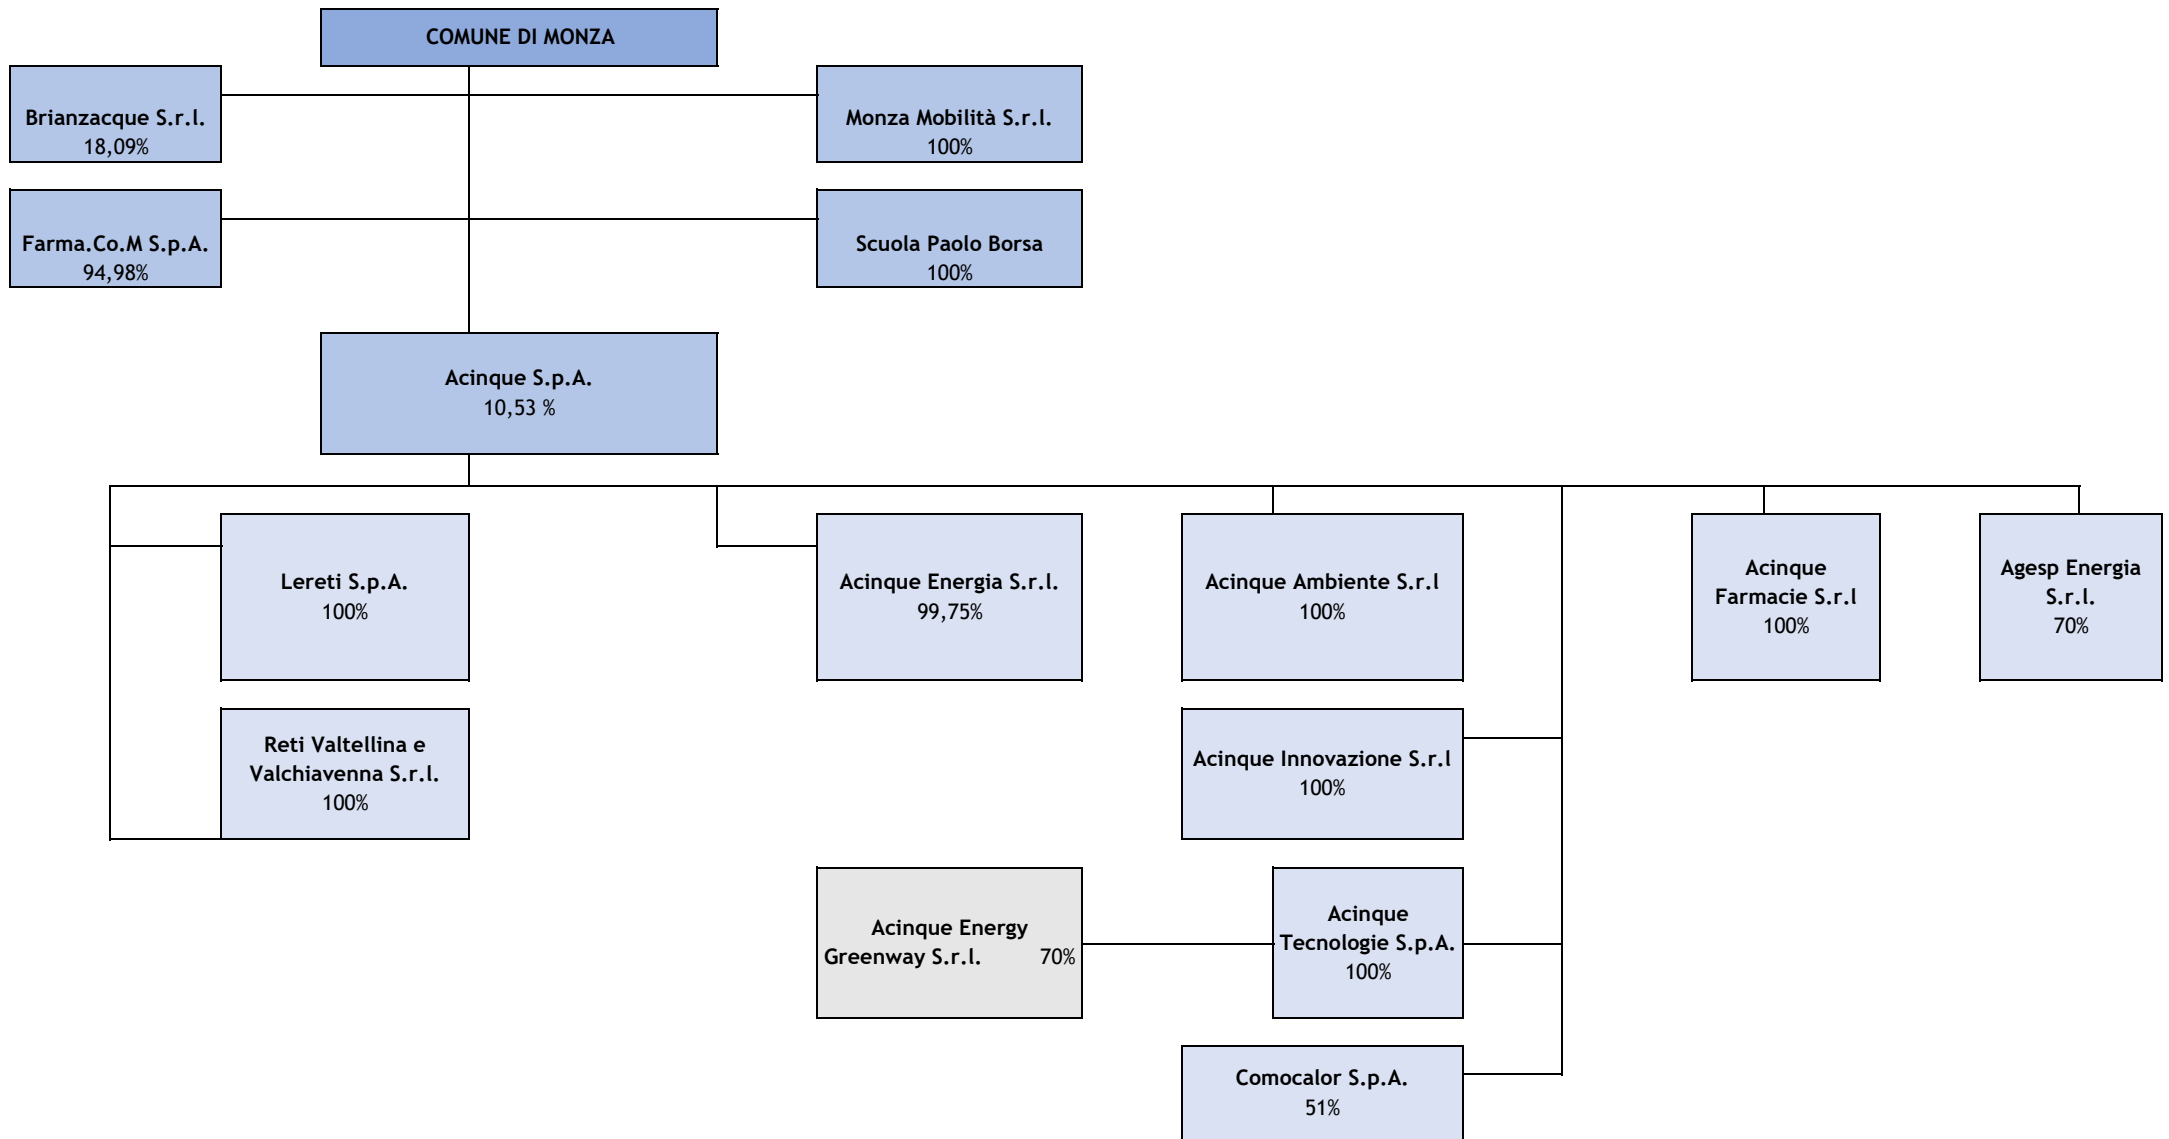 COMUNE DI MONZA
Brianzacque S.r.l.
18,09%
Monza Mobilità S.r.l.
100%
Farma.Co.M S.p.A.
94,98%
Scuola Paolo Borsa
100%
Acinque S.p.A.
10,53 %
Lereti S.p.A.
100%
Acinque Energia S.r.l.
99,75%
Acinque Ambiente S.r.l
100%
Acinque
Farmacie S.r.l
100%
Agesp Energia
S.r.l.
70%
Reti Valtellina e
Valchiavenna S.r.l.
100%
Acinque Innovazione S.r.l
100%
Acinque Energy
Greenway S.r.l. 70%
Acinque
Tecnologie S.p.A.
100%
Comocalor S.p.A.
51%